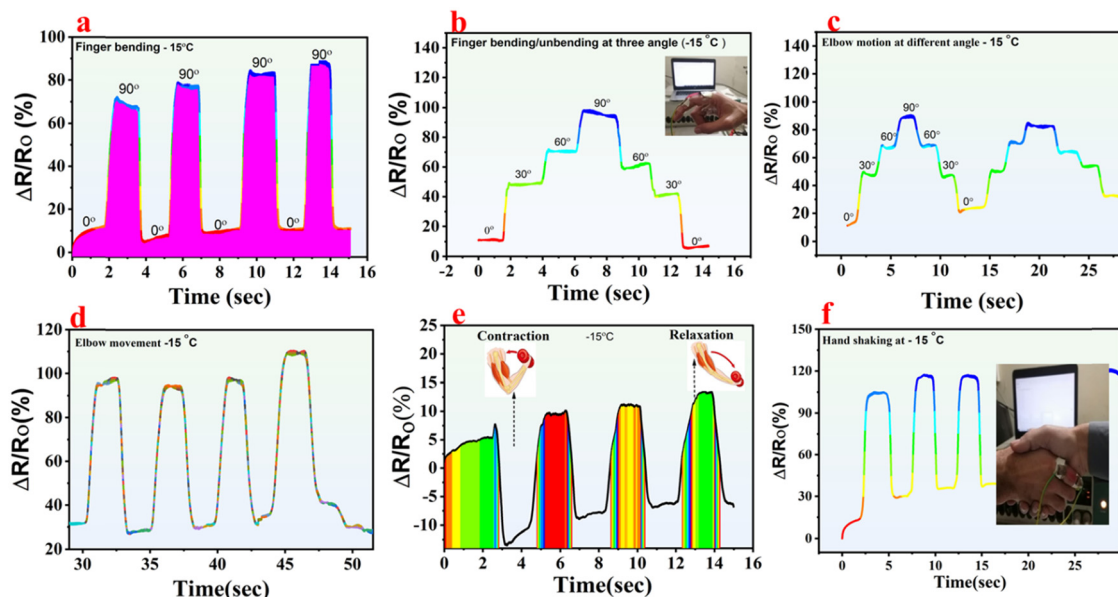 a
Finger bending - 15°C
ΔR/R₀ (%)
100
80
60
40
20
0
0°
90°
0°
90°
0°
90°
0°
90°
0 2 4 6 8 10 12 14 16
Time (sec)
b
Finger bending/unbending at three angle (-15 °C )
ΔR/R₀ (%)
140
120
100
80
60
40
20
0
0°
30°
60°
90°
60°
30°
0°
-2 0 2 4 6 8 10 12 14 16
Time (sec)
c
Elbow motion at different angle - 15 °C
ΔR/R₀ (%)
140
120
100
80
60
40
20
0
0°
30°
60°
90°
60°
30°
0°
0 5 10 15 20 25
Time (sec)
d
Elbow movement -15 °C
ΔR/R₀(%)
120
100
80
60
40
20
30 35 40 45 50
Time(sec)
e
Contraction
-15°C
Relaxation
ΔR/R₀(%)
25
20
15
10
5
0
-5
-10
0 2 4 6 8 10 12 14 16
Time(sec)
f
Hand shaking at - 15 °C
ΔR/R₀(%)
150
120
90
60
30
0
0 5 10 15 20 25
Time(sec)